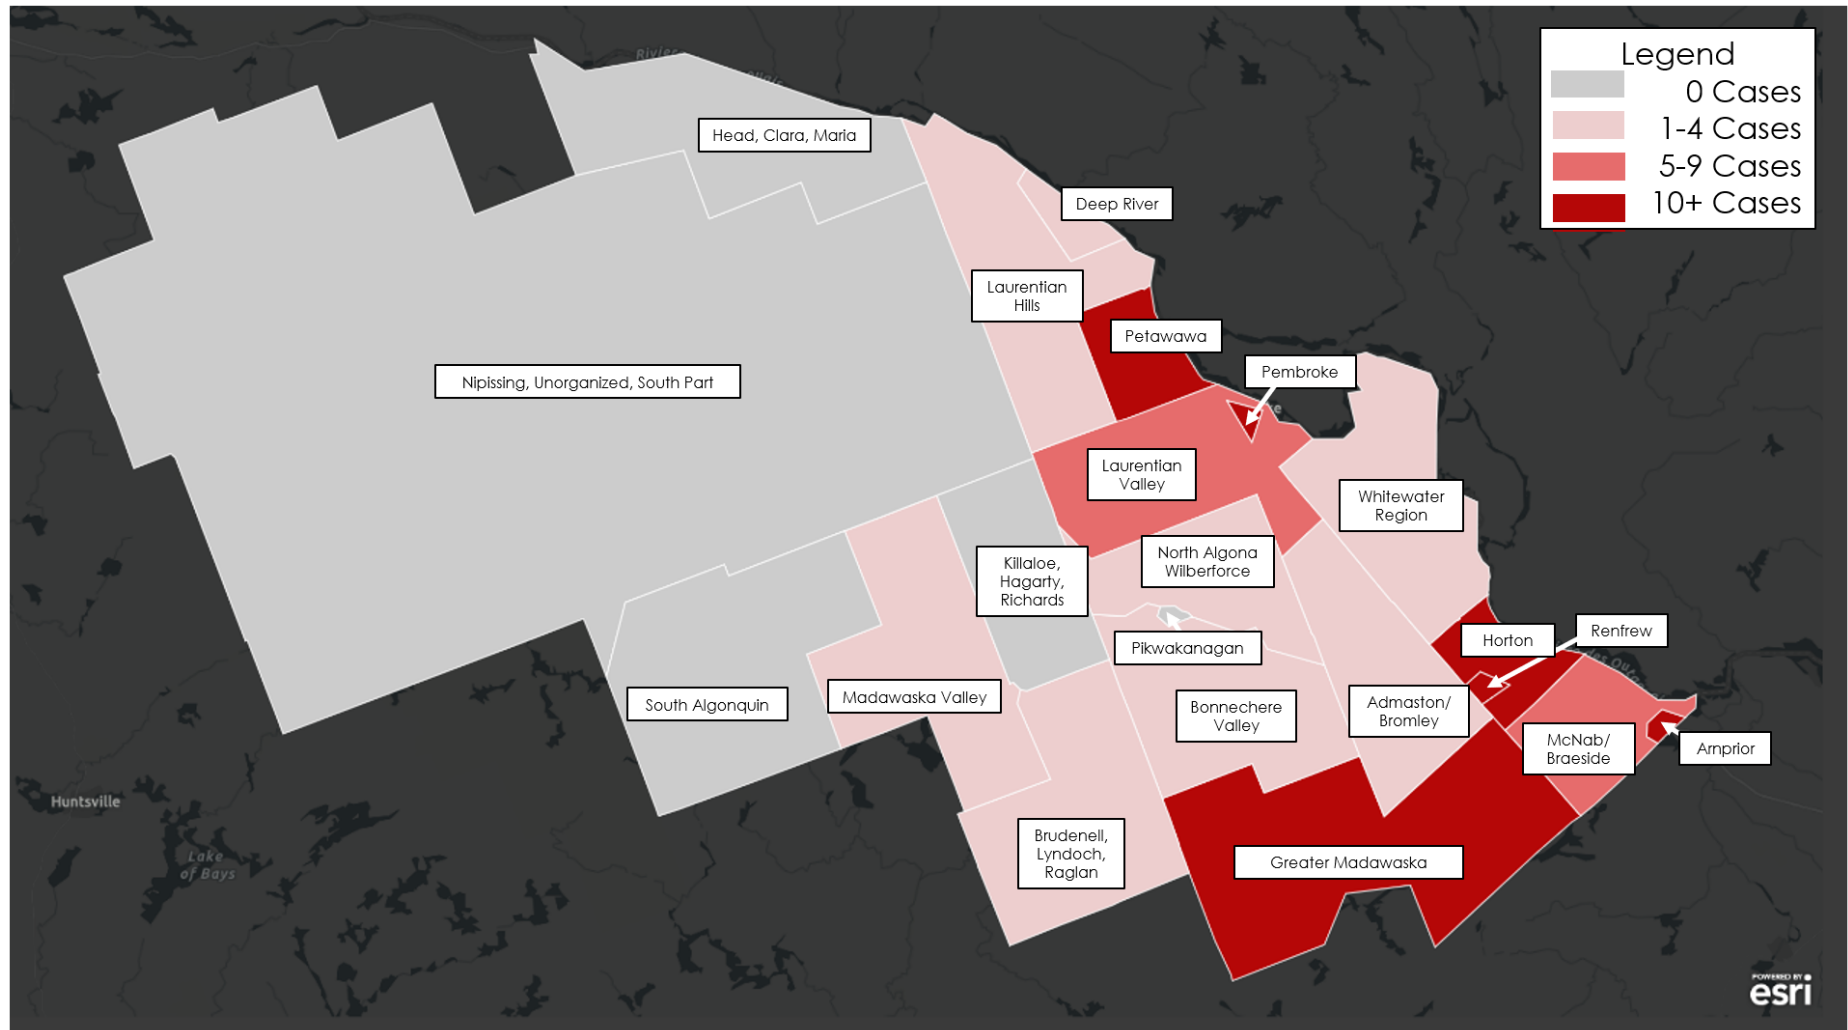 Legend
0 Cases
1-4 Cases
5-9 Cases
10+ Cases
Head, Clara, Maria
Deep River
Laurentian
Hills
Petawawa
Pembroke
Nipissing, Unorganized, South Part
Laurentian
Valley
Whitewater
Region
North Algona
Wilberforce
Killaloe,
Hagarty,
Richards
Pikwakanagan
Horton
Renfrew
South Algonquin
Madawaska Valley
Bonnechere
Valley
Admaston/
Bromley
McNab/
Braeside
Arnprior
Huntsville
Lake
of Bays
Brudenell,
Lyndoch,
Raglan
Greater Madawaska
POWERED BY
esri